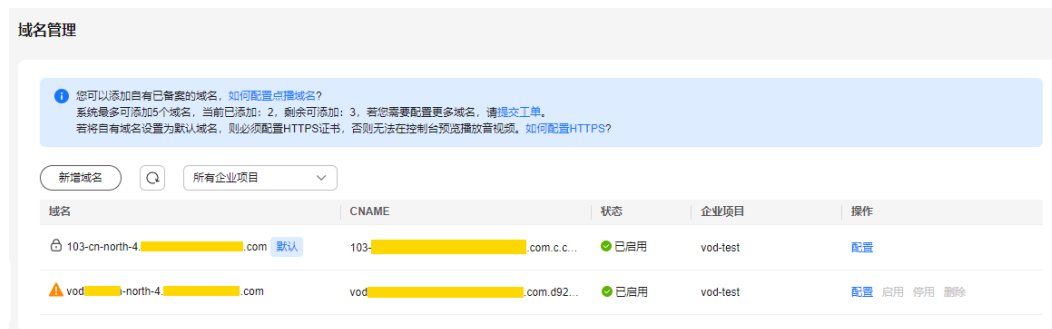 域名管理
您可以添加自有已备案的域名，如何配置点播域名?
系统最多可添加5个域名，当前已添加：2，剩余可添加：3，若您需要配置更多域名，请提交工单。
若将自有域名设置为默认域名，则必须配置HTTPS证书，否则无法在控制台预览播放音视频。如何配置HTTPS?
新增域名 所有企业项目
域名 CNAME 状态 企业项目 操作
103-cn-north-4. .com 默认 103- .com.c.c... 已启用 vod-test 配置
vod -north-4. .com vod .com.d92... 已启用 vod-test 配置 启用 停用 删除